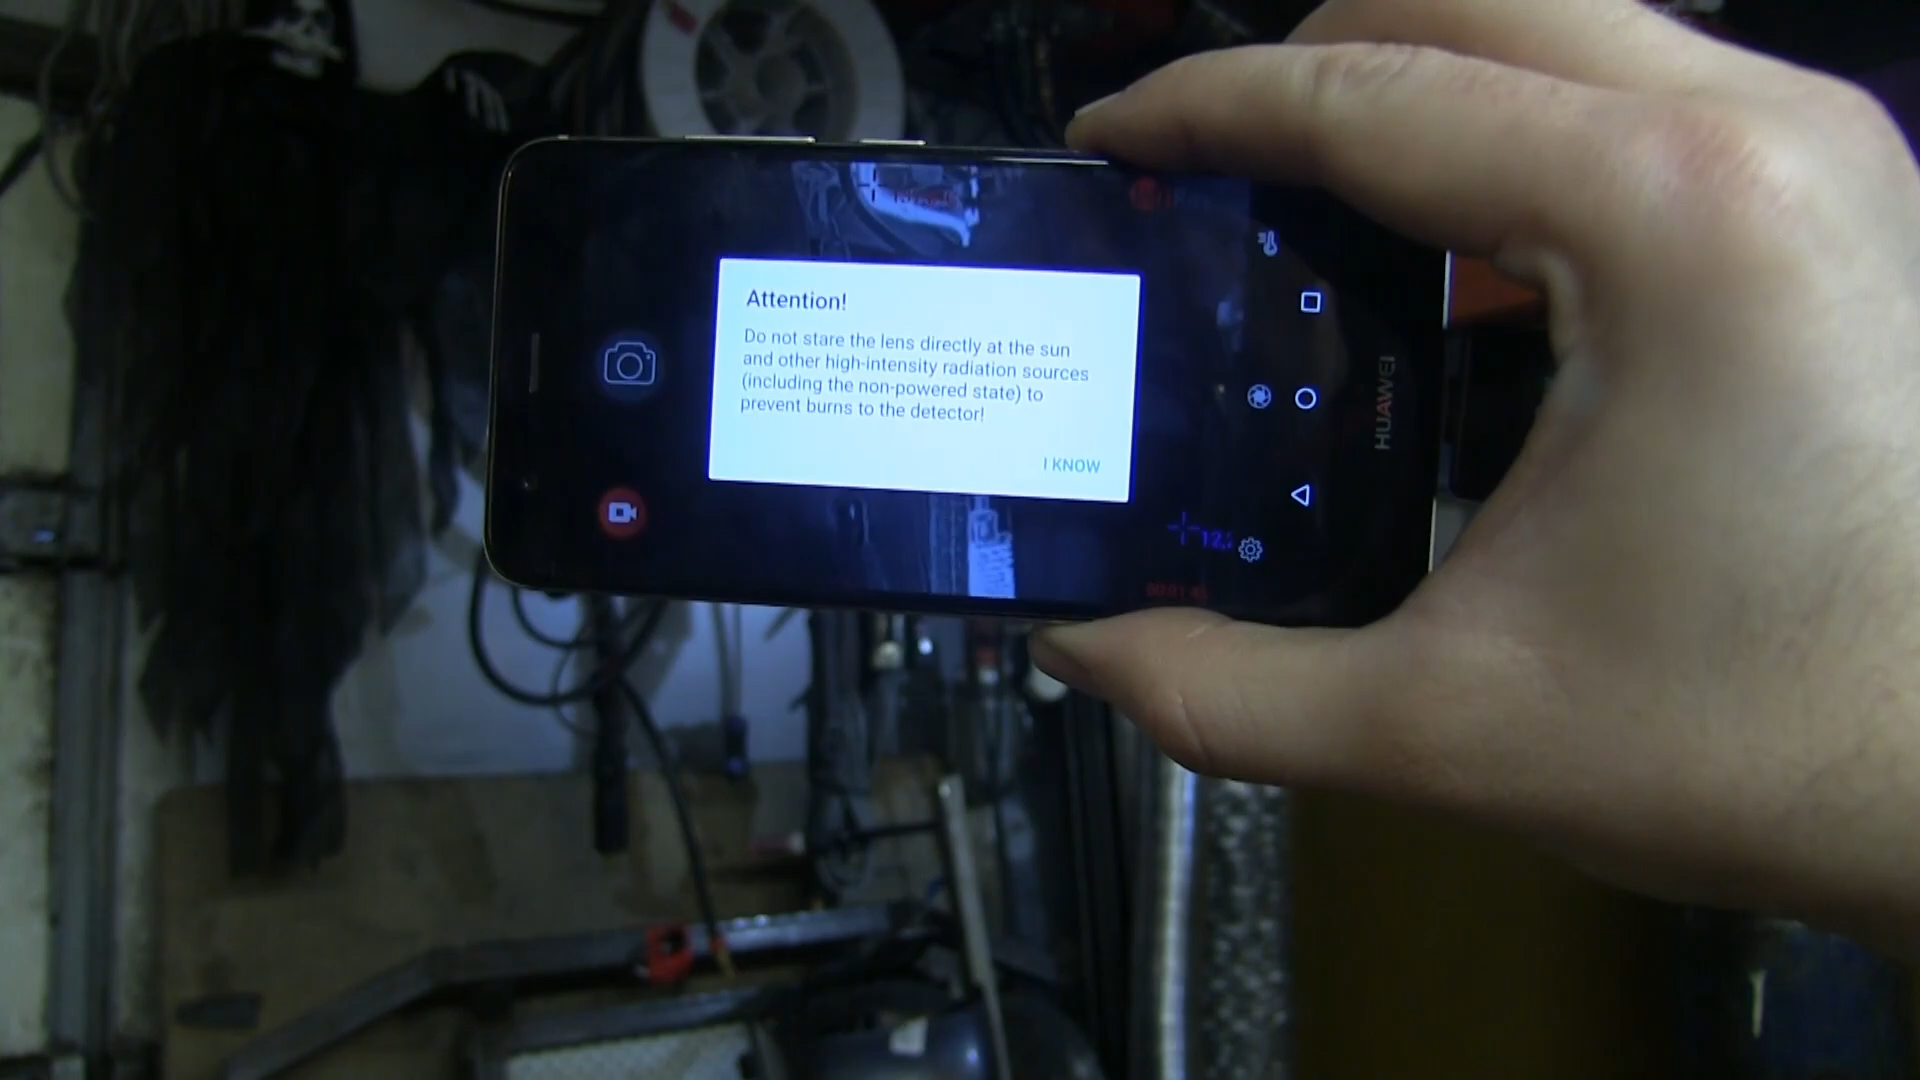 Attention!
Do not stare the lens directly at the sun
and other high-intensity radiation sources
(including the non-powered state) to
prevent burns to the detector!
I KNOW
12.
HUAWEI